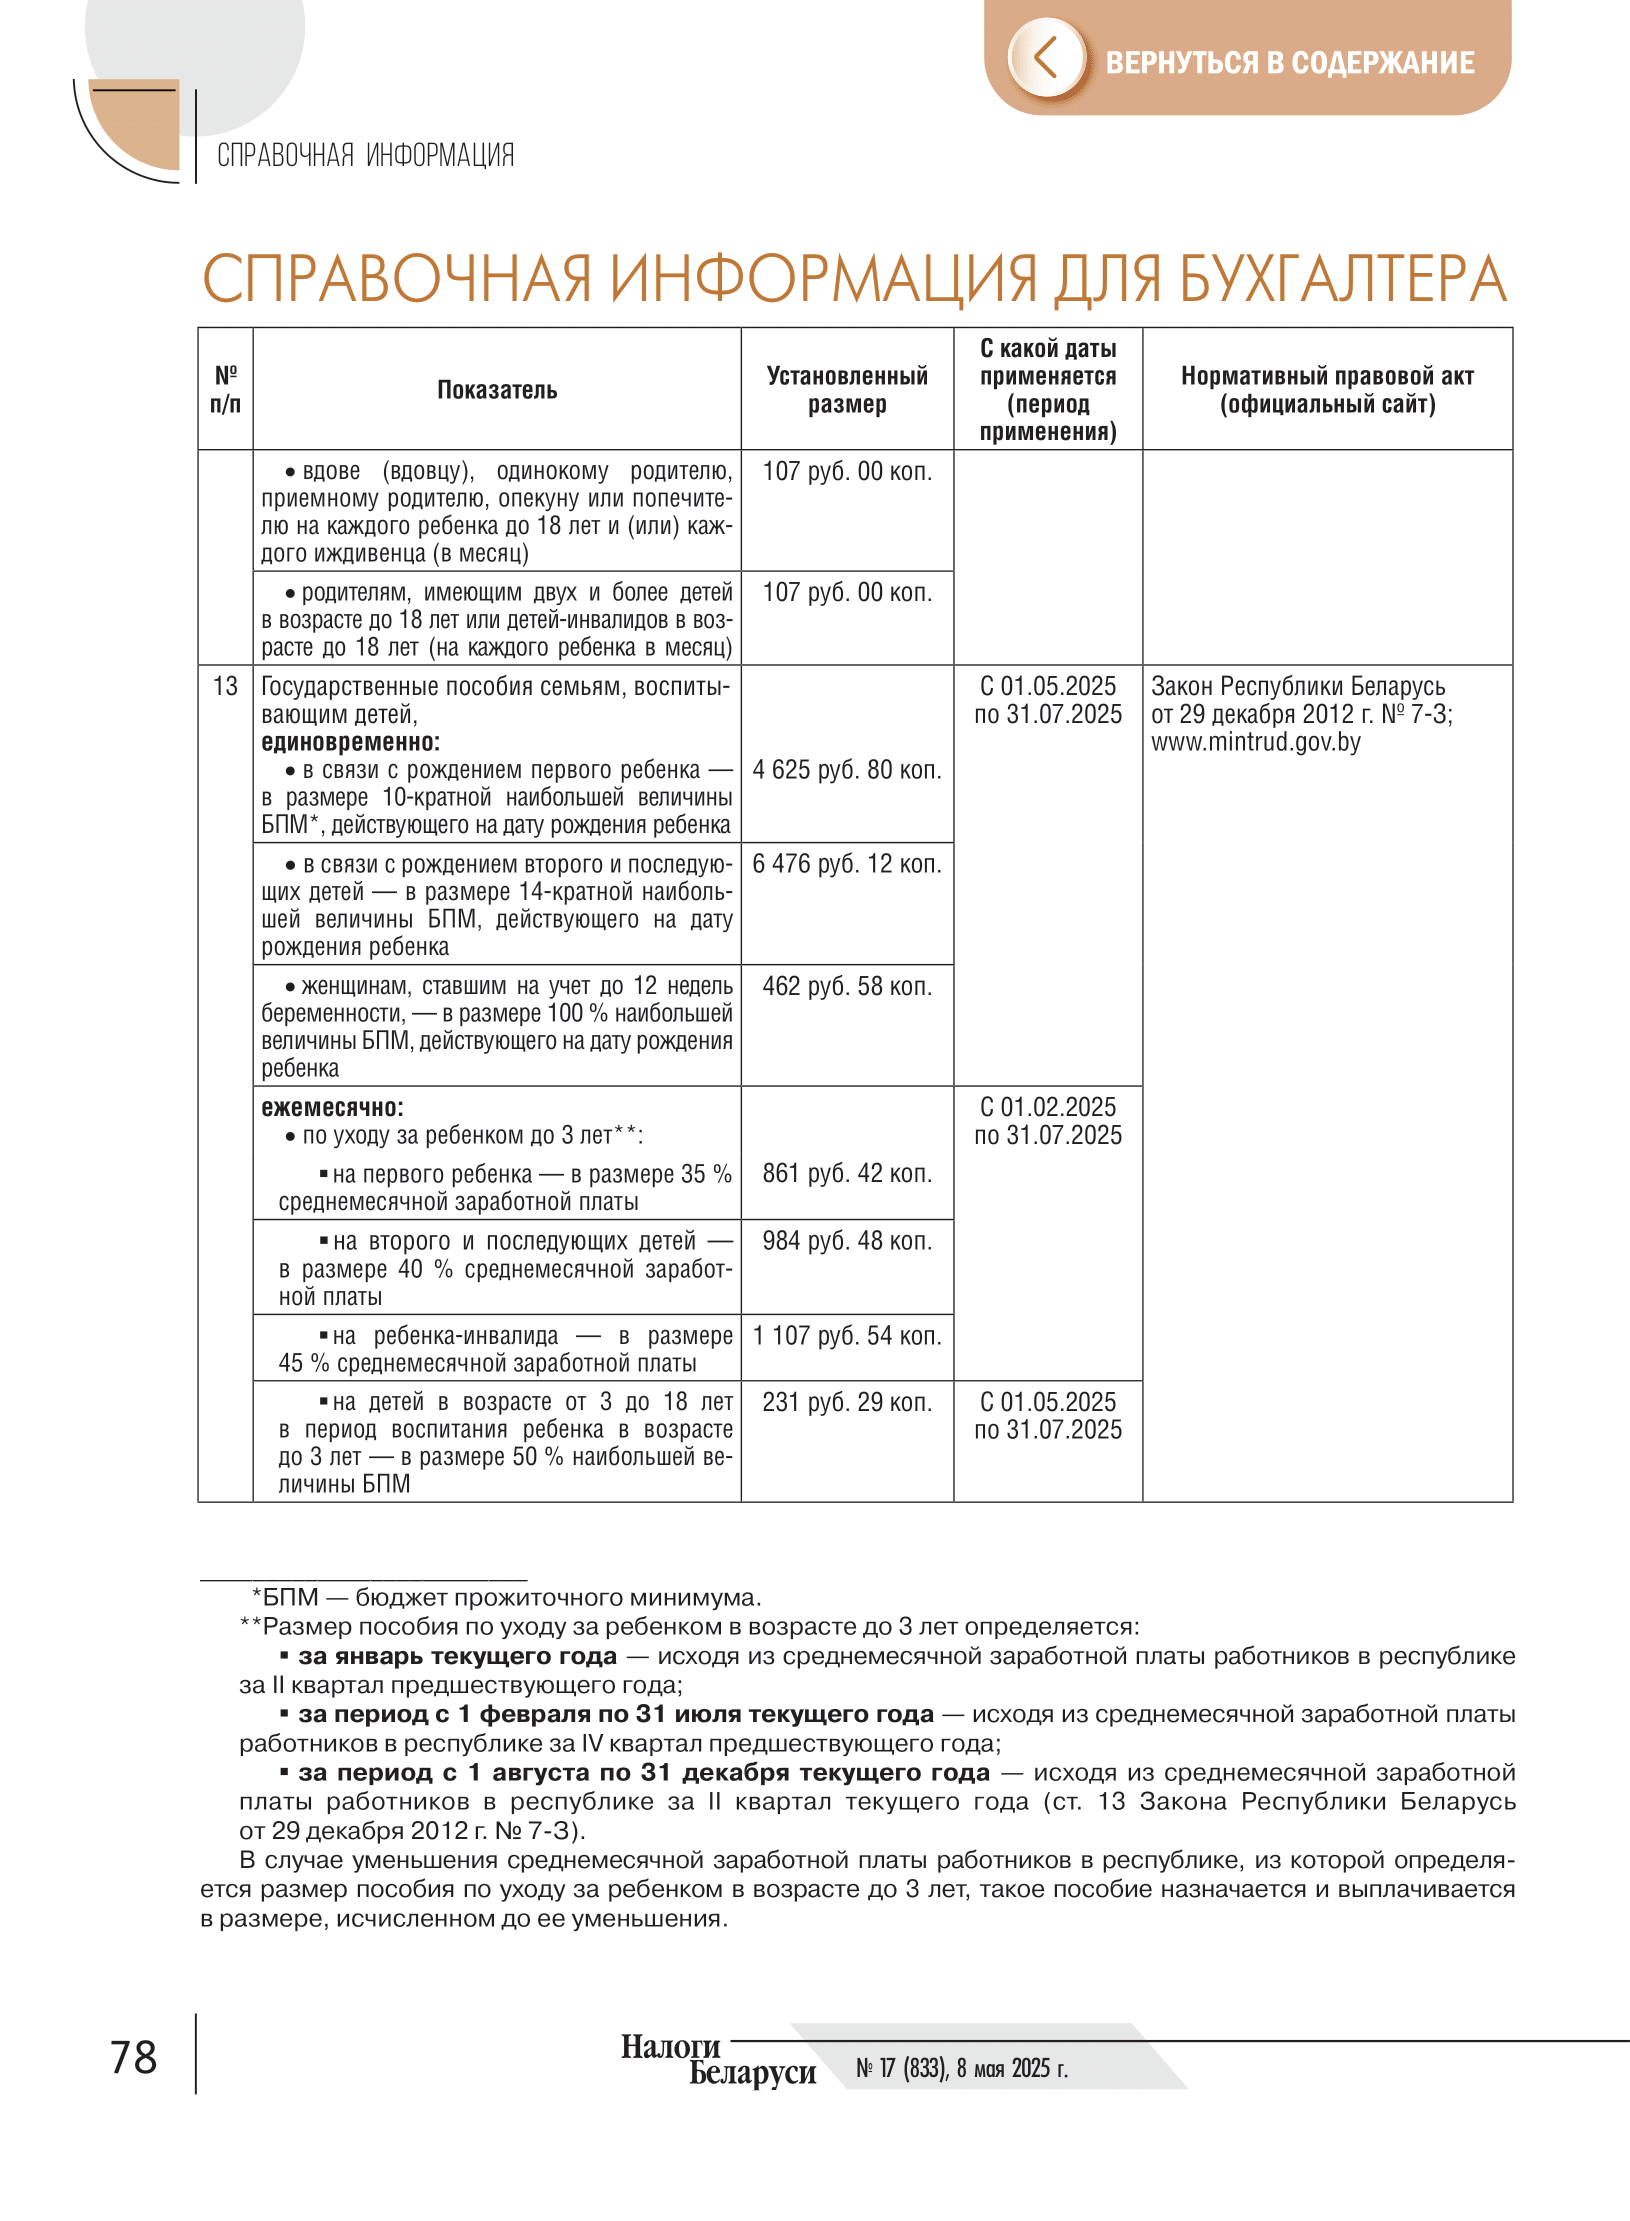 ВЕРНУТЬСЯ В СОДЕРЖАНИЕ
СПРАВОЧНАЯ ИНФОРМАЦИЯ
СПРАВОЧНАЯ ИНФОРМАЦИЯ ДЛЯ БУХГАЛТЕРА
№
п/п
Показатель
Установленный
размер
С какой даты
применяется
(период
применения)
Нормативный правовой акт
(официальный сайт)
• вдове (вдовцу), одинокому родителю,
приемному родителю, опекуну или попечите-
лю на каждого ребенка до 18 лет и (или) каж-
дого иждивенца (в месяц)
107 руб. 00 коп.
• родителям, имеющим двух и более детей
в возрасте до 18 лет или детей-инвалидов в воз-
расте до 18 лет (на каждого ребенка в месяц)
107 руб. 00 коп.
13
Государственные пособия семьям, воспиты-
вающим детей,
единовременно:
• в связи с рождением первого ребенка —
в размере 10-кратной наибольшей величины
БПМ*, действующего на дату рождения ребенка
4 625 руб. 80 коп.
С 01.05.2025
по 31.07.2025
Закон Республики Беларусь
от 29 декабря 2012 г. № 7-З;
www.mintrud.gov.by
• в связи с рождением второго и последую-
щих детей — в размере 14-кратной наиболь-
шей величины БПМ, действующего на дату
рождения ребенка
6 476 руб. 12 коп.
• женщинам, ставшим на учет до 12 недель
беременности, — в размере 100 % наибольшей
величины БПМ, действующего на дату рождения
ребенка
462 руб. 58 коп.
ежемесячно:
• по уходу за ребенком до 3 лет**:
▪ на первого ребенка — в размере 35 %
среднемесячной заработной платы
861 руб. 42 коп.
С 01.02.2025
по 31.07.2025
▪ на второго и последующих детей —
в размере 40 % среднемесячной заработ-
ной платы
984 руб. 48 коп.
▪ на ребенка-инвалида — в размере
45 % среднемесячной заработной платы
1 107 руб. 54 коп.
▪ на детей в возрасте от 3 до 18 лет
в период воспитания ребенка в возрасте
до 3 лет — в размере 50 % наибольшей ве-
личины БПМ
231 руб. 29 коп.
С 01.05.2025
по 31.07.2025
*БПМ — бюджет прожиточного минимума.
**Размер пособия по уходу за ребенком в возрасте до 3 лет определяется:
▪ за январь текущего года — исходя из среднемесячной заработной платы работников в республике
за II квартал предшествующего года;
▪ за период с 1 февраля по 31 июля текущего года — исходя из среднемесячной заработной платы
работников в республике за IV квартал предшествующего года;
▪ за период с 1 августа по 31 декабря текущего года — исходя из среднемесячной заработной
платы работников в республике за II квартал текущего года (ст. 13 Закона Республики Беларусь
от 29 декабря 2012 г. № 7-З).
В случае уменьшения среднемесячной заработной платы работников в республике, из которой определя-
ется размер пособия по уходу за ребенком в возрасте до 3 лет, такое пособие назначается и выплачивается
в размере, исчисленном до ее уменьшения.
78
Налоги
Беларуси
№ 17 (833), 8 мая 2025 г.